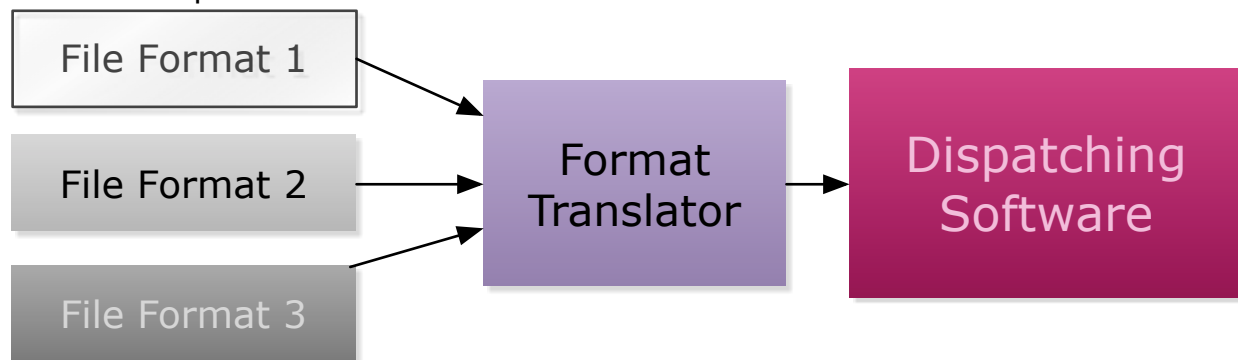 File Format 1
File Format 2
File Format 3
Format
Translator
Dispatching
Software